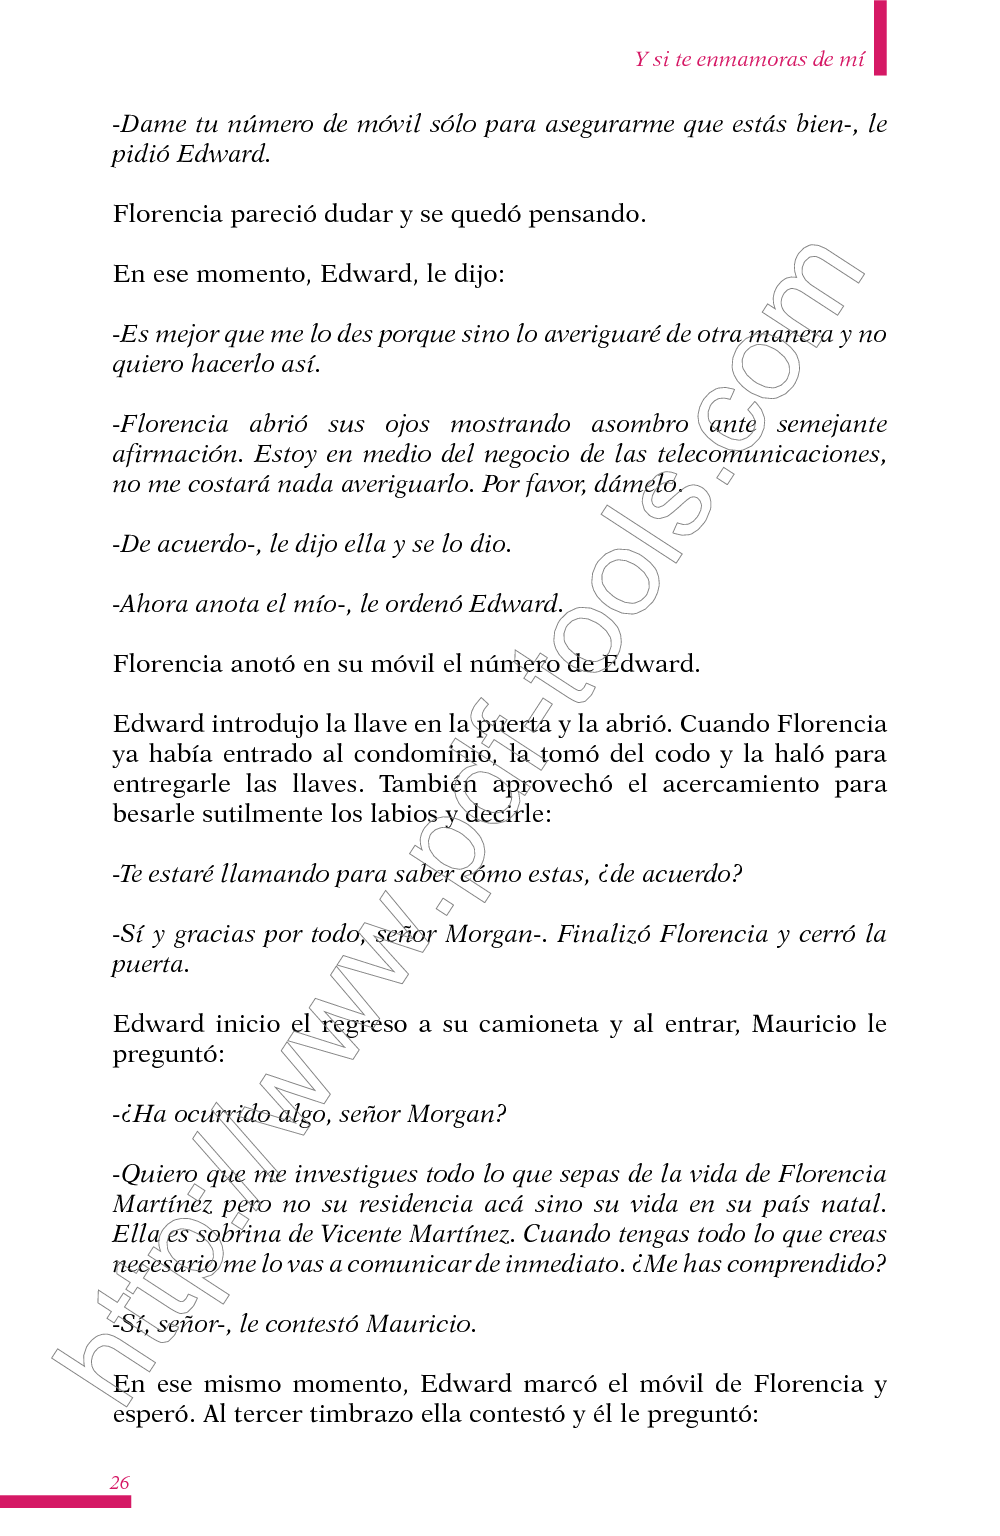 Y si te enmamoras de mí
-Dame tu número de móvil sólo para asegurarme que estás bien-, le
pidió Edward.
Florencia pareció dudar y se quedó pensando.
En ese momento, Edward, le dijo:
-Es mejor que me lo des porque sino lo averiguaré de otra manera y no
quiero hacerlo así.
-Florencia abrió sus ojos mostrando asombro ante semejante
afirmación. Estoy en medio del negocio de las telecomunicaciones,
no me costará nada averiguarlo. Por favor, dámelo.
-De acuerdo-, le dijo ella y se lo dio.
-Ahora anota el mío-, le ordenó Edward.
Florencia anotó en su móvil el número de Edward.
Edward introdujo la llave en la puerta y la abrió. Cuando Florencia
ya había entrado al condominio, la tomó del codo y la haló para
entregarle las llaves. También aprovechó el acercamiento para
besarle sutilmente los labios y decirle:
-Te estaré llamando para saber cómo estas, ¿de acuerdo?
-Sí y gracias por todo, señor Morgan-. Finalizó Florencia y cerró la
puerta.
Edward inicio el regreso a su camioneta y al entrar, Mauricio le
preguntó:
-¿Ha ocurrido algo, señor Morgan?
-Quiero que me investigues todo lo que sepas de la vida de Florencia
Martínez pero no su residencia acá sino su vida en su país natal.
Ella es sobrina de Vicente Martínez. Cuando tengas todo lo que creas
necesario me lo vas a comunicar de inmediato. ¿Me has comprendido?
-Sí, señor-, le contestó Mauricio.
En ese mismo momento, Edward marcó el móvil de Florencia y
esperó. Al tercer timbrazo ella contestó y él le preguntó:
26
http://www.pdf-tools.com